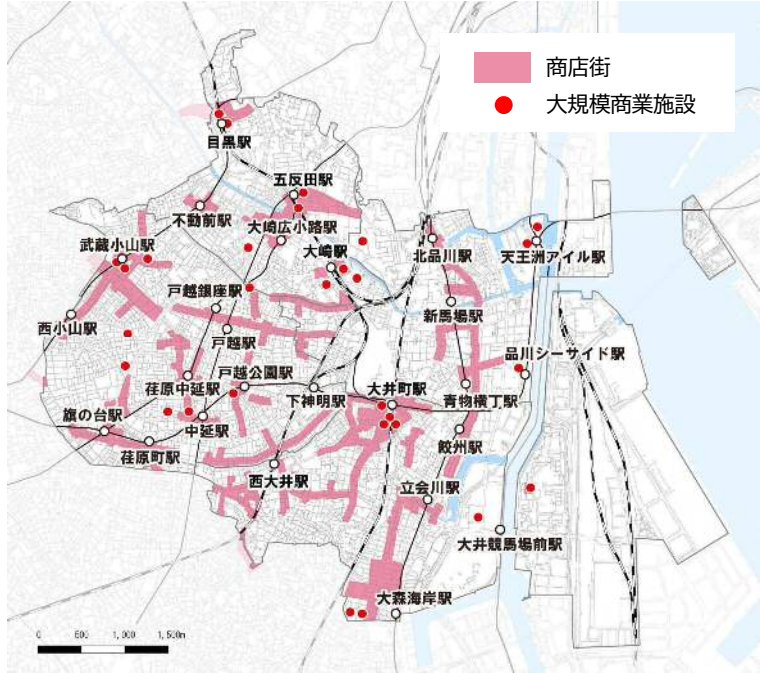 商店街
大規模商業施設
目黒駅
五反田駅
不動前駅
大崎広小路駅
武蔵小山駅
大崎駅
北品川駅
天王洲アイル駅
戸越銀座駅
新馬場駅
西小山駅
戸越駅
品川シーサイド駅
戸越公園駅
荏原中延駅
下神明駅
大井町駅
青物横丁駅
旗の台駅
中延駅
鮫州駅
荏原町駅
西大井駅
立会川駅
大井競馬場前駅
大森海岸駅
0 500 1,000 1,500m